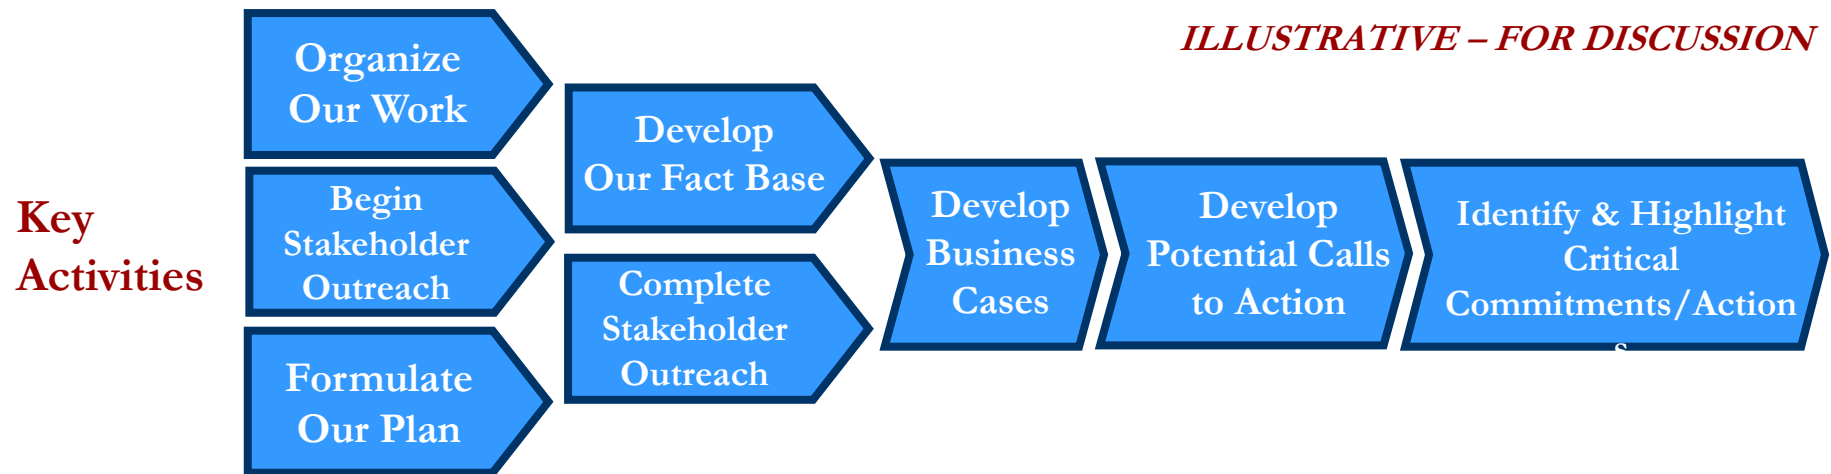 ILLUSTRATIVE – FOR DISCUSSION
Key
Activities
Organize
Our Work
Begin
Stakeholder
Outreach
Formulate
Our Plan
Develop
Our Fact Base
Complete
Stakeholder
Outreach
Develop
Business
Cases
Develop
Potential Calls
to Action
Identify & Highlight
Critical
Commitments/Action
s